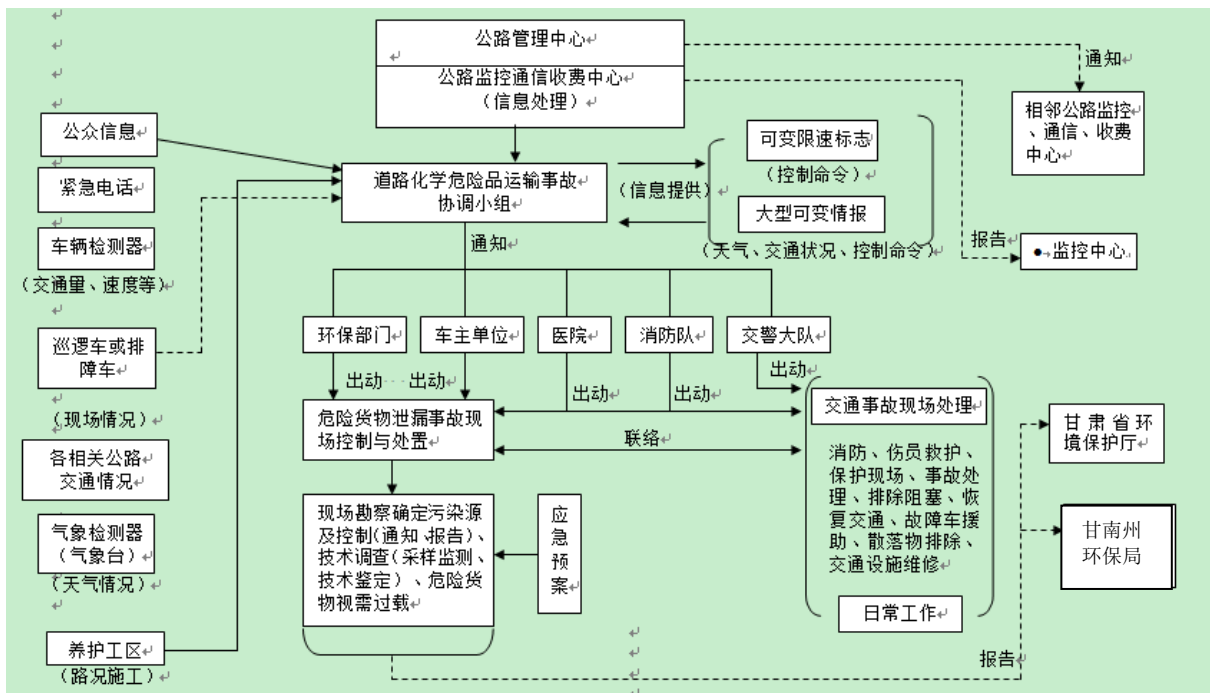 公路管理中心
公路监控通信收费中心
（信息处理）
通知
相邻公路监控
、通信、收费
中心
公众信息
紧急电话
车辆检测器
（交通量、速度等）
巡逻车或排
障车
（现场情况）
各相关公路
交通情况
气象检测器
（气象台）
（天气情况）
养护工区
（路况施工）
道路化学危险品运输事故
协调小组
（信息提供）
可变限速标志
（控制命令）
大型可变情报
（天气、交通状况、控制命令）
报告
监控中心
通知
环保部门
车主单位
医院
消防队
交警大队
出动
出动
出动
出动
出动
危险货物泄漏事故现
场控制与处置
联络
交通事故现场处理
消防、伤员救护、
保护现场、事故处
理、排除阻塞、恢
复交通、故障车援
助、散落物排除、
交通设施维修
日常工作
现场勘察确定污染源
及控制（通知、报告）、
技术调查（采样监测、
技术鉴定）、危险货
物视需过载
应
急
预
案
甘肃省环
境保护厅
甘南州
环保局
报告